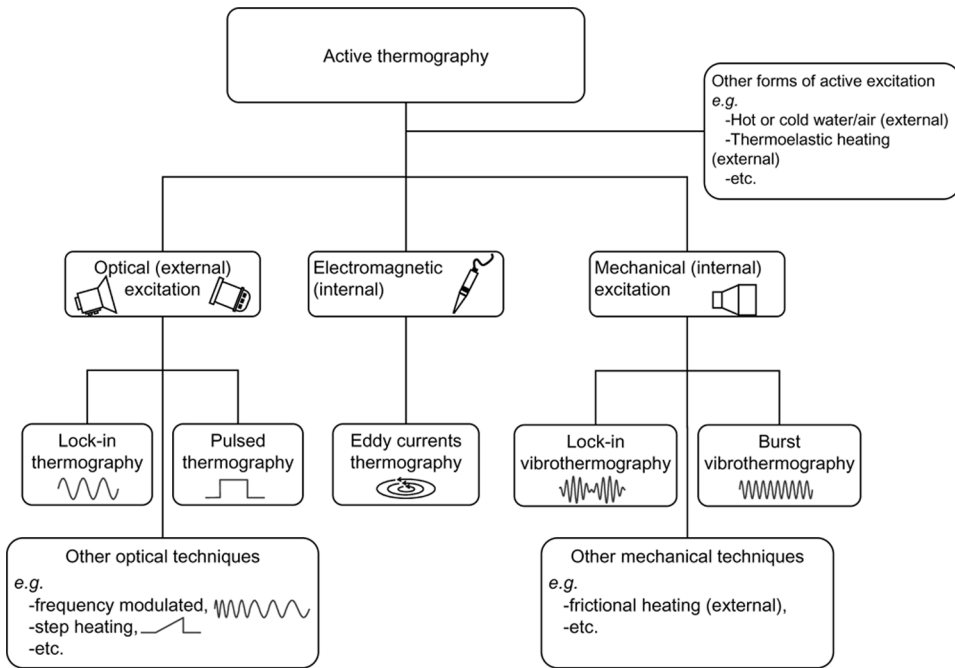 Active thermography
Other forms of active excitation
e.g.
-Hot or cold water/air (external)
-Thermoelastic heating
(external)
-etc.
Optical (external)
excitation
Electromagnetic
(internal)
Mechanical (internal)
excitation
Lock-in
thermography
Pulsed
thermography
Eddy currents
thermography
Lock-in
vibrothermography
Burst
vibrothermography
Other optical techniques
e.g.
-frequency modulated,
-step heating,
-etc.
Other mechanical techniques
e.g.
-frictional heating (external),
-etc.